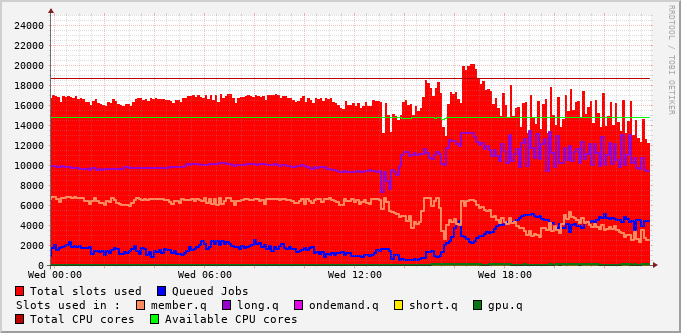 RRDTOOL / TOBI OETIKER
24000
22000
20000
18000
16000
14000
12000
10000
8000
6000
4000
2000
0
Wed 00:00 Wed 06:00 Wed 12:00 Wed 18:00
Total slots used Queued Jobs
Slots used in : member.q long.q ondemand.q short.q gpu.q
Total CPU cores Available CPU cores